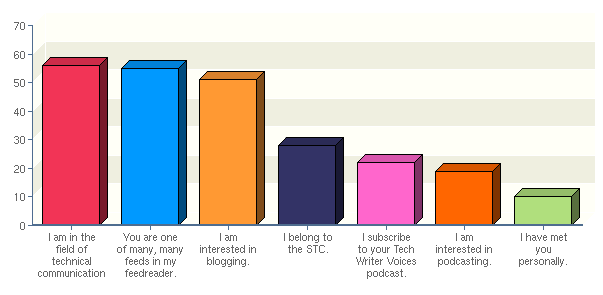 70
60
50
40
30
20
10
0
I am in the
field of
technical
communication
You are one
of many, many
feeds in my
feedreader.
I am
interested in
blogging.
I belong to
the STC.
I subscribe
to your Tech
Writer Voices
podcast.
I am
interested in
podcasting.
I have met
you
personally.